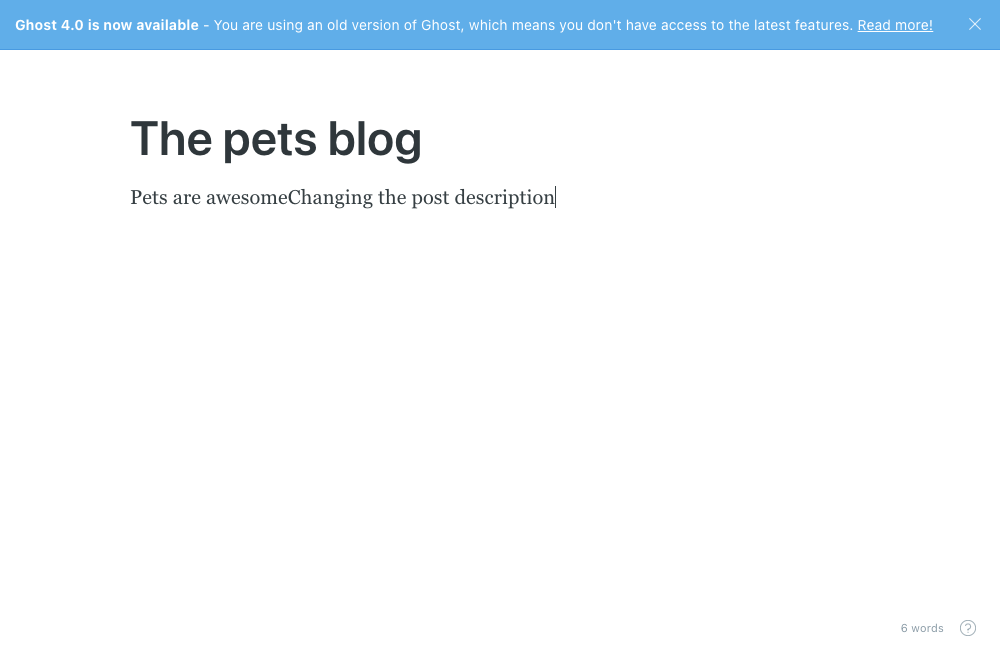 Ghost 4.0 is now available - You are using an old version of Ghost, which means you don't have access to the latest features. Read more!
The pets blog
Pets are awesomeChanging the post description
6 words ?